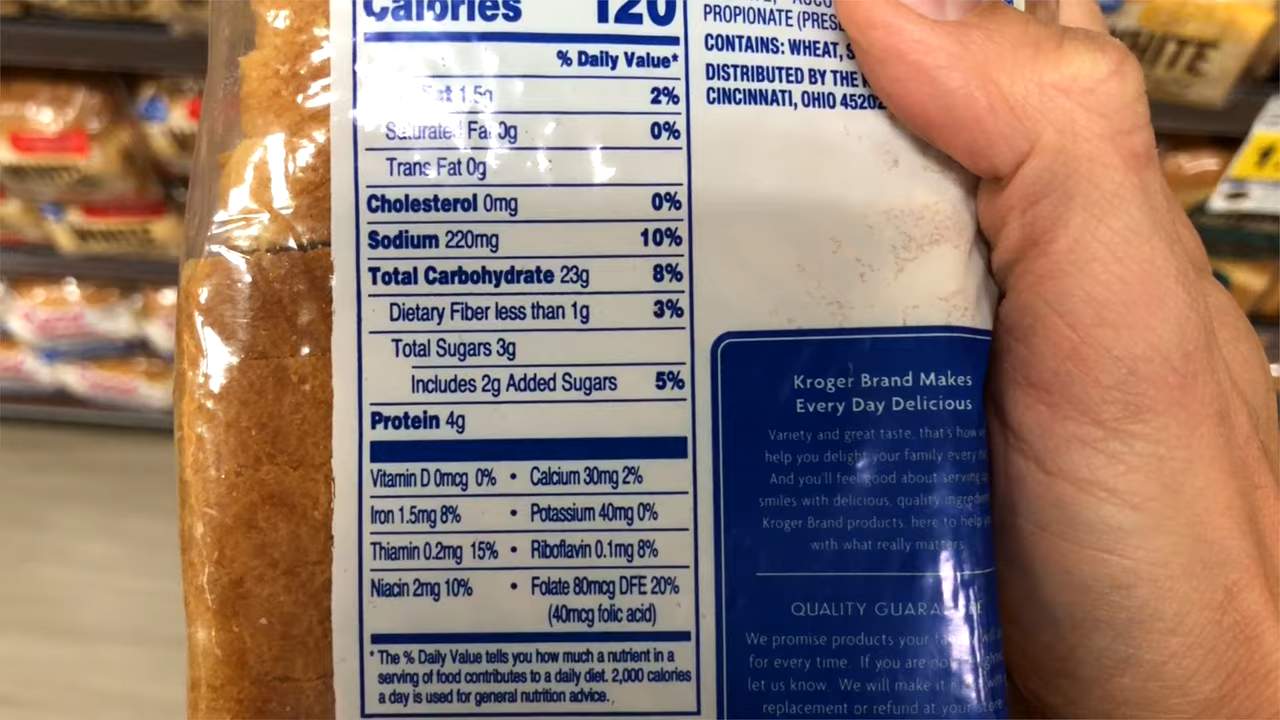 Calories 120
% Daily Value*
Fat 1.5g 2%
Saturated Fat 0g 0%
Trans Fat 0g
Cholesterol 0mg 0%
Sodium 220mg 10%
Total Carbohydrate 23g 8%
Dietary Fiber less than 1g 3%
Total Sugars 3g
Includes 2g Added Sugars 5%
Protein 4g
Vitamin D 0mcg 0% • Calcium 30mg 2%
Iron 1.5mg 8% • Potassium 40mg 0%
Thiamin 0.2mg 15% • Riboflavin 0.1mg 8%
Niacin 2mg 10% • Folate 80mcg DFE 20%
(40mcg folic acid)
* The % Daily Value tells you how much a nutrient in a
serving of food contributes to a daily diet. 2,000 calories
a day is used for general nutrition advice.
PROPIONATE
CONTAINS: WHEAT,
DISTRIBUTED BY THE
CINCINNATI, OHIO 45202
Kroger Brand Makes
Every Day Delicious
Variety and great taste, that's how
help you delight your family every
And you'll feel good about serving
smiles with delicious, quality
Kroger Brand products: here to help
with what really matters.
QUALITY
We promise products your family
for every time. If you are
let us know. We will make it
replacement or refund at your store
WHITE
WHITE